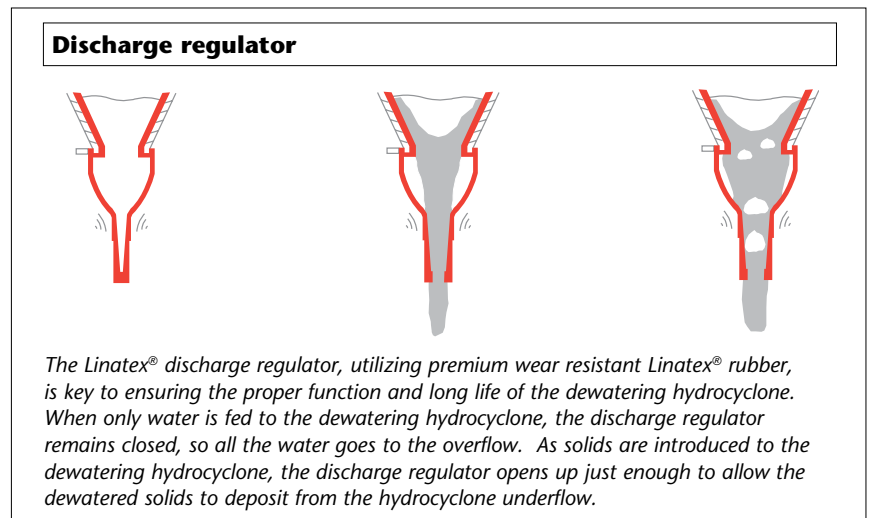 Discharge regulator
The Linatex® discharge regulator, utilizing premium wear resistant Linatex® rubber,
is key to ensuring the proper function and long life of the dewatering hydrocyclone.
When only water is fed to the dewatering hydrocyclone, the discharge regulator
remains closed, so all the water goes to the overflow.  As solids are introduced to the
dewatering hydrocyclone, the discharge regulator opens up just enough to allow the
dewatered solids to deposit from the hydrocyclone underflow.